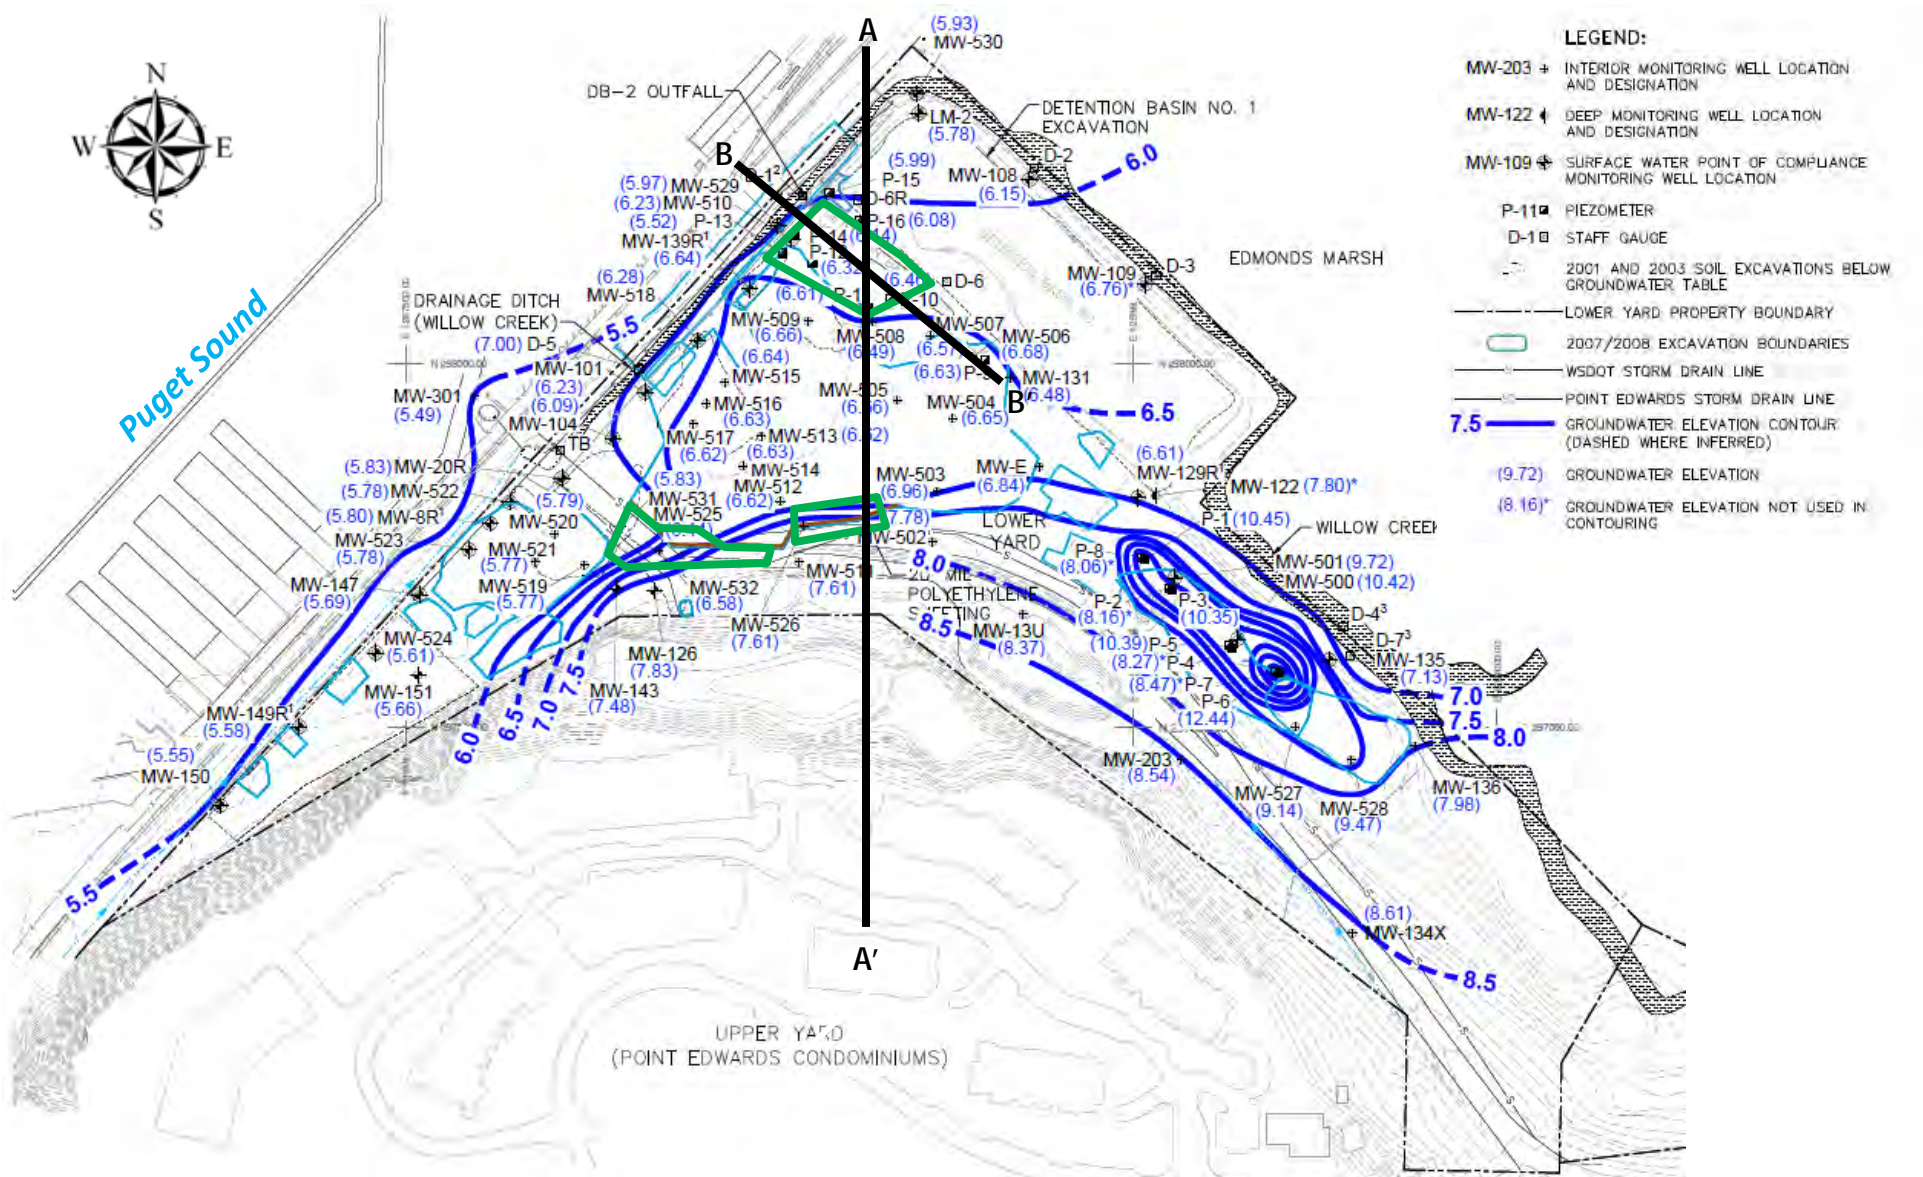 A
(5.93)
MW-530
DB-2 OUTFALL
LM-2
(5.78)
DETENTION BASIN NO. 1
EXCAVATION
N
W
E
S
B
D-1²
(5.99)
P-15
MW-108
(6.15)
D-2
6.0
(5.97) MW-529
(6.23) MW-510
(5.52) P-13
MW-139R¹
(6.64)
D-6R
P-16 (6.08)
P-14
(6.28)
MW-518
DRAINAGE DITCH
(WILLOW CREEK)
5.5
(7.00) D-5
MW-101
(6.23)
(6.09)
MW-104
TB
MW-301
(5.49)
Puget Sound
(6.61)
D-6
MW-509
(6.66)
(6.64)
MW-508
MW-507
MW-506
(6.68)
(6.63)
MW-131
(6.48)
B
6.5
MW-109
(6.76)*
D-3
EDMONDS MARSH
MW-515
MW-516
(6.63)
MW-517
(6.62)
MW-513
(6.63)
MW-514
MW-512
(6.62)
MW-504
(6.65)
MW-503
(6.96)
MW-E
(6.84)
(6.61)
MW-129R¹
MW-122 (7.80)*
P-1 (10.45)
WILLOW CREEK
(5.83) MW-20R
(5.78) MW-522
(5.80) MW-8R¹
MW-523
(5.78)
(5.79)
MW-520
MW-521
(5.77)
MW-519
(5.77)
(5.83)
MW-531
MW-525
MW-502
LOWER
YARD
8.0
P-8
(8.06)*
MW-501 (9.72)
MW-500 (10.42)
MW-147
(5.69)
MW-532
(6.58)
MW-526
(7.61)
(7.61)
POLYETHYLENE
8.5
MW-13U
(8.37)
P-2
(8.16)*
P-3
(10.35)
(10.39) P-5
(8.27)* P-4
(8.47)* P-7
P-6
(12.44)
D-4³
D-7³
MW-135
(7.13)
7.0
7.5
8.0
MW-524
(5.61)
MW-151
(5.66)
MW-126
(7.83)
MW-143
(7.48)
7.5
7.0
6.5
6.0
MW-149R¹
(5.58)
(5.55)
MW-150
5.5
MW-203
(8.54)
MW-527
(9.14)
MW-528
(9.47)
MW-136
(7.98)
(8.61)
MW-134X
8.5
A'
UPPER YARD
(POINT EDWARDS CONDOMINIUMS)
LEGEND:
MW-203 INTERIOR MONITORING WELL LOCATION
AND DESIGNATION
MW-122 DEEP MONITORING WELL LOCATION
AND DESIGNATION
MW-109 SURFACE WATER POINT OF COMPLIANCE
MONITORING WELL LOCATION
P-11 PIEZOMETER
D-1 STAFF GAUGE
2001 AND 2003 SOIL EXCAVATIONS BELOW
GROUNDWATER TABLE
LOWER YARD PROPERTY BOUNDARY
2007/2008 EXCAVATION BOUNDARIES
WSDOT STORM DRAIN LINE
POINT EDWARDS STORM DRAIN LINE
7.5 GROUNDWATER ELEVATION CONTOUR
(DASHED WHERE INFERRED)
(9.72) GROUNDWATER ELEVATION
(8.16)* GROUNDWATER ELEVATION NOT USED IN
CONTOURING